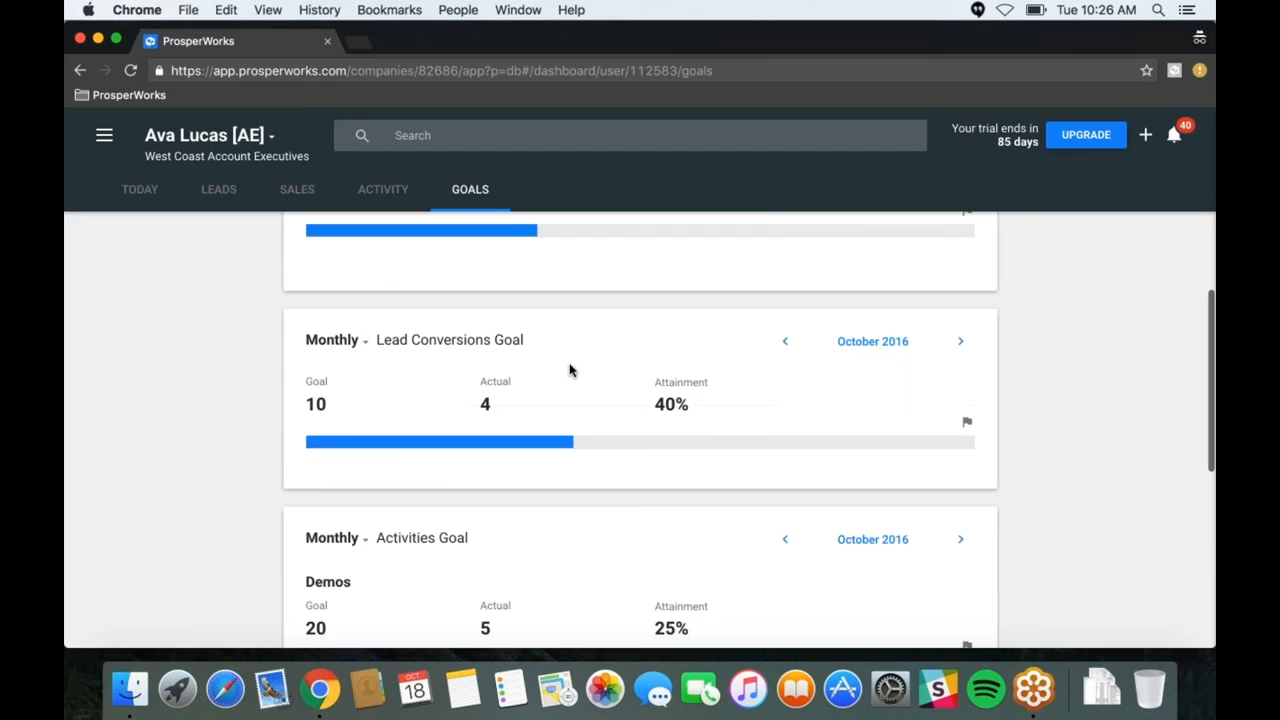 Chrome File Edit View History Bookmarks People Window Help Tue 10:26 AM
ProsperWorks
https://app.prosperworks.com/companies/82686/app?p=db#/dashboard/user/112583/goals
ProsperWorks
Ava Lucas [AE]
West Coast Account Executives
Search
Your trial ends in
85 days
UPGRADE
40
TODAY LEADS SALES ACTIVITY GOALS
Monthly Lead Conversions Goal October 2016
Goal Actual Attainment
10 4 40%
Monthly Activities Goal October 2016
Demos
Goal Actual Attainment
20 5 25%
OCT
18